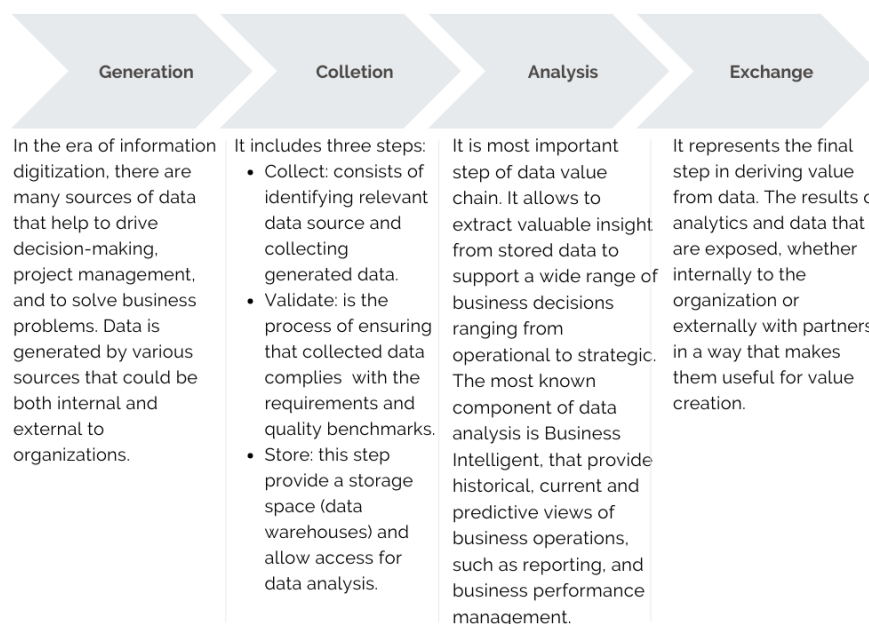 Generation
Colletion
Analysis
Exchange
In the era of information
digitization, there are
many sources of data
that help to drive
decision-making,
project management,
and to solve business
problems. Data is
generated by various
sources that could be
both internal and
external to
organizations.
It includes three steps:
• Collect: consists of
identifying relevant
data source and
collecting
generated data.
• Validate: is the
process of ensuring
that collected data
complies  with the
requirements and
quality benchmarks.
• Store: this step
provide a storage
space (data
warehouses) and
allow access for
data analysis.
It is most important
step of data value
chain. It allows to
extract valuable insight
from stored data to
support a wide range of
business decisions
ranging from
operational to strategic.
The most known
component of data
analysis is Business
Intelligent, that provide
historical, current and
predictive views of
business operations,
such as reporting, and
business performance
management.
It represents the final
step in deriving value
from data. The results
analytics and data that
are exposed, whether
internally to the
organization or
externally with partners
in a way that makes
them useful for value
creation.